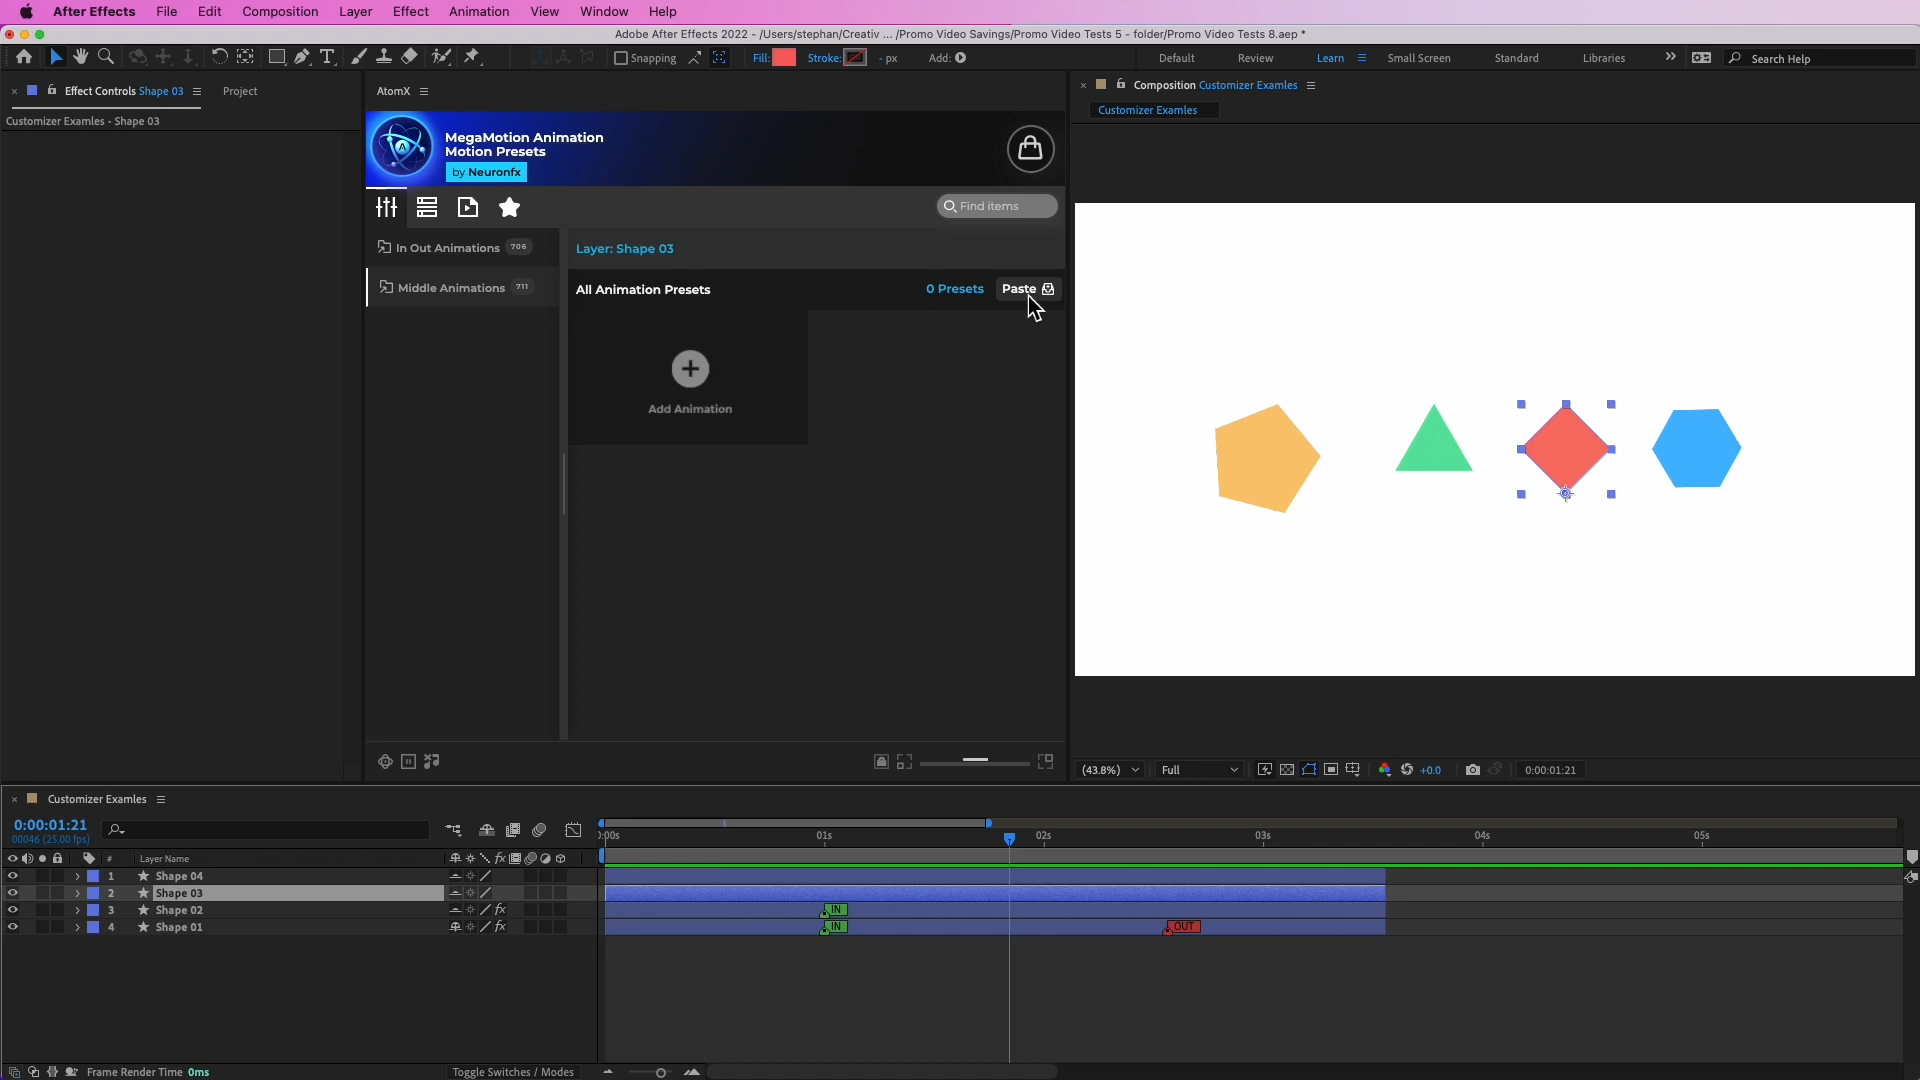 After Effects File Edit Composition Layer Effect Animation View Window Help
Adobe After Effects 2022 - /Users/stephan/Creativ ... /Promo Video Savings/Promo Video Tests 5 - folder/Promo Video Tests 8.aep *
Snapping Fill: Stroke: - px Add: Default Review Learn Small Screen Standard Libraries Search Help
Effect Controls Shape 03 Project AtomX Composition Customizer Examles
Customizer Examles • Shape 03
Customizer Examles
MegaMotion Animation
Motion Presets
by Neuronfx
Find items
In Out Animations 706
Layer: Shape 03
Middle Animations 711
All Animation Presets 0 Presets Paste
Add Animation
(43.8%) Full +0.0 0:00:01:21
Customizer Examles
0:00:01:21
00046 (25.00 fps)
0:00s 01s 02s 03s 04s 05s
# Layer Name
1 Shape 04
2 Shape 03
3 Shape 02 IN
4 Shape 01 IN OUT
Frame Render Time 0ms Toggle Switches / Modes